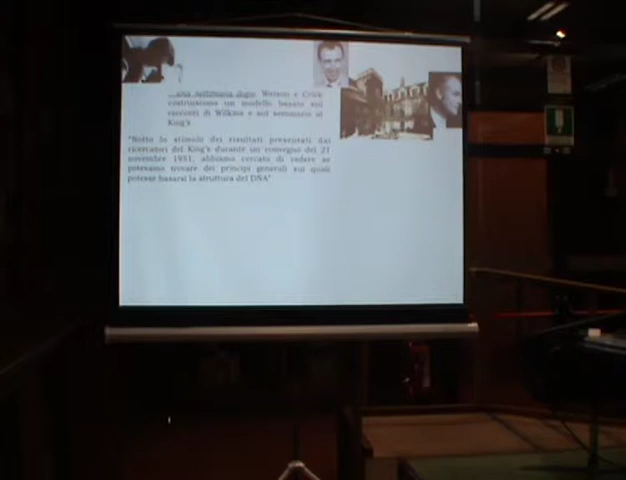 ...una settimana dopo, Watson e Crick
costruiscono un modello basato sui
racconti di Wilkins e sul seminario al
King's
"Sotto lo stimolo dei risultati presentati dai
ricercatori del King's durante un convegno del 21
novembre 1951, abbiamo cercato di vedere se
potevamo trovare dei principi generali sui quali
potesse basarsi la struttura del DNA"